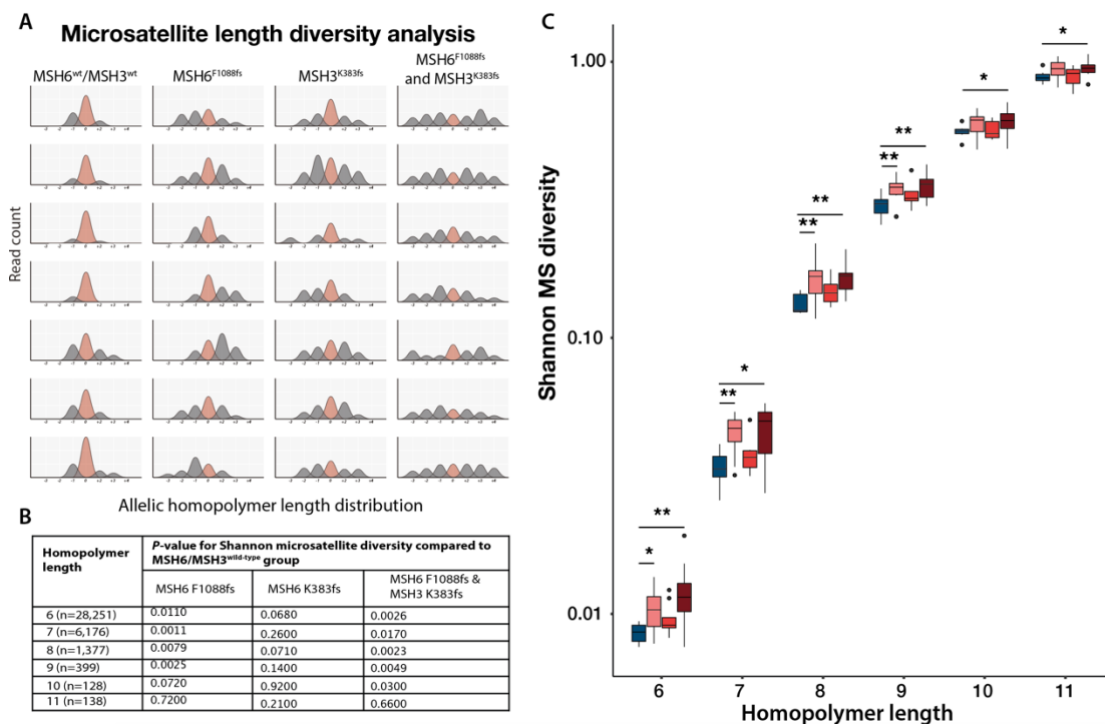 A
Microsatellite length diversity analysis
MSH6wt/MSH3wt
MSH6F1088fs
MSH3K383fs
MSH6F1088fs
and MSH3K383fs
Read count
Allelic homopolymer length distribution
B
Homopolymer length
P-value for Shannon microsatellite diversity compared to MSH6/MSH3wild-type group
MSH6 F1088fs
MSH6 K383fs
MSH6 F1088fs & MSH3 K383fs
6 (n=28,251) 0.0110 0.0680 0.0026
7 (n=6,176) 0.0011 0.2600 0.0170
8 (n=1,377) 0.0079 0.0710 0.0023
9 (n=399) 0.0025 0.1400 0.0049
10 (n=128) 0.0720 0.9200 0.0300
11 (n=138) 0.7200 0.2100 0.6600
C
Shannon MS diversity
1.00
0.10
0.01
* ** ** * ** ** ** ** * *
6 7 8 9 10 11
Homopolymer length